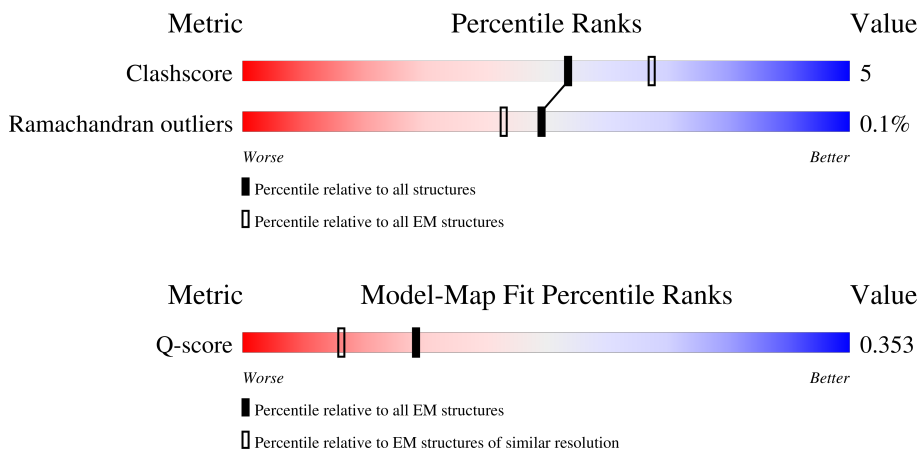 Metric Percentile Ranks Value
Clashscore 5
Ramachandran outliers 0.1%
Worse Better
Percentile relative to all structures
Percentile relative to all EM structures
Metric Model-Map Fit Percentile Ranks Value
Q-score 0.353
Worse Better
Percentile relative to all EM structures
Percentile relative to EM structures of similar resolution